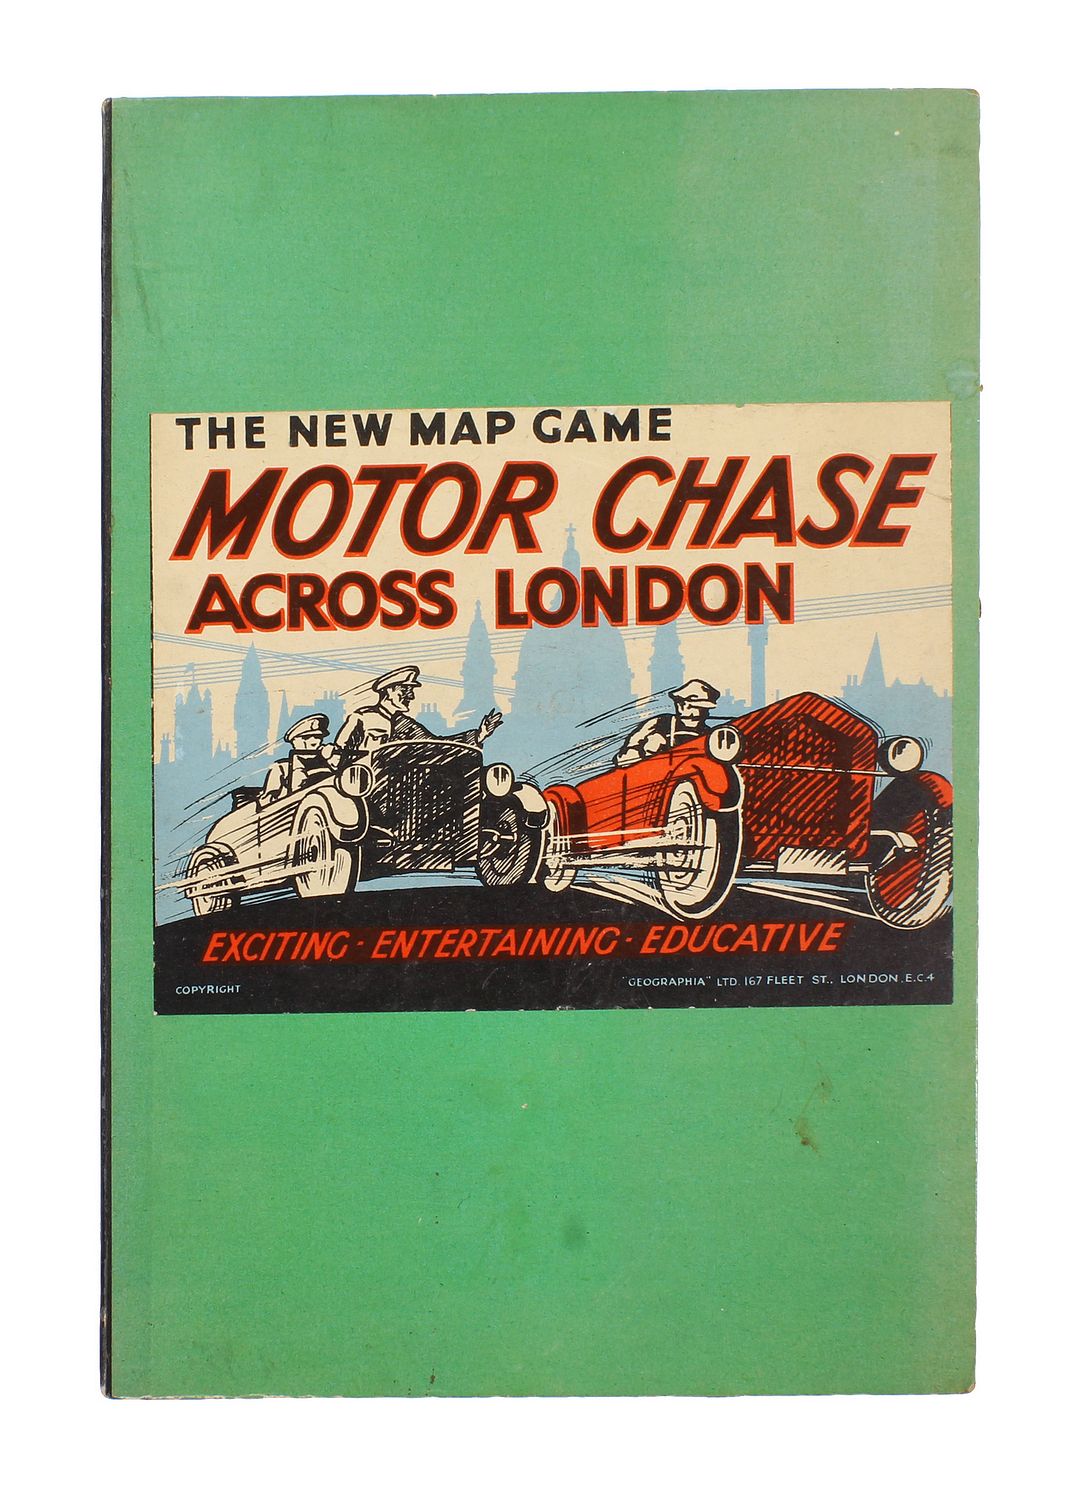 THE NEW MAP GAME
MOTOR CHASE
ACROSS LONDON
EXCITING · ENTERTAINING · EDUCATIVE
COPYRIGHT
"GEOGRAPHIA" LTD. 167 FLEET ST., LONDON. E.C.4